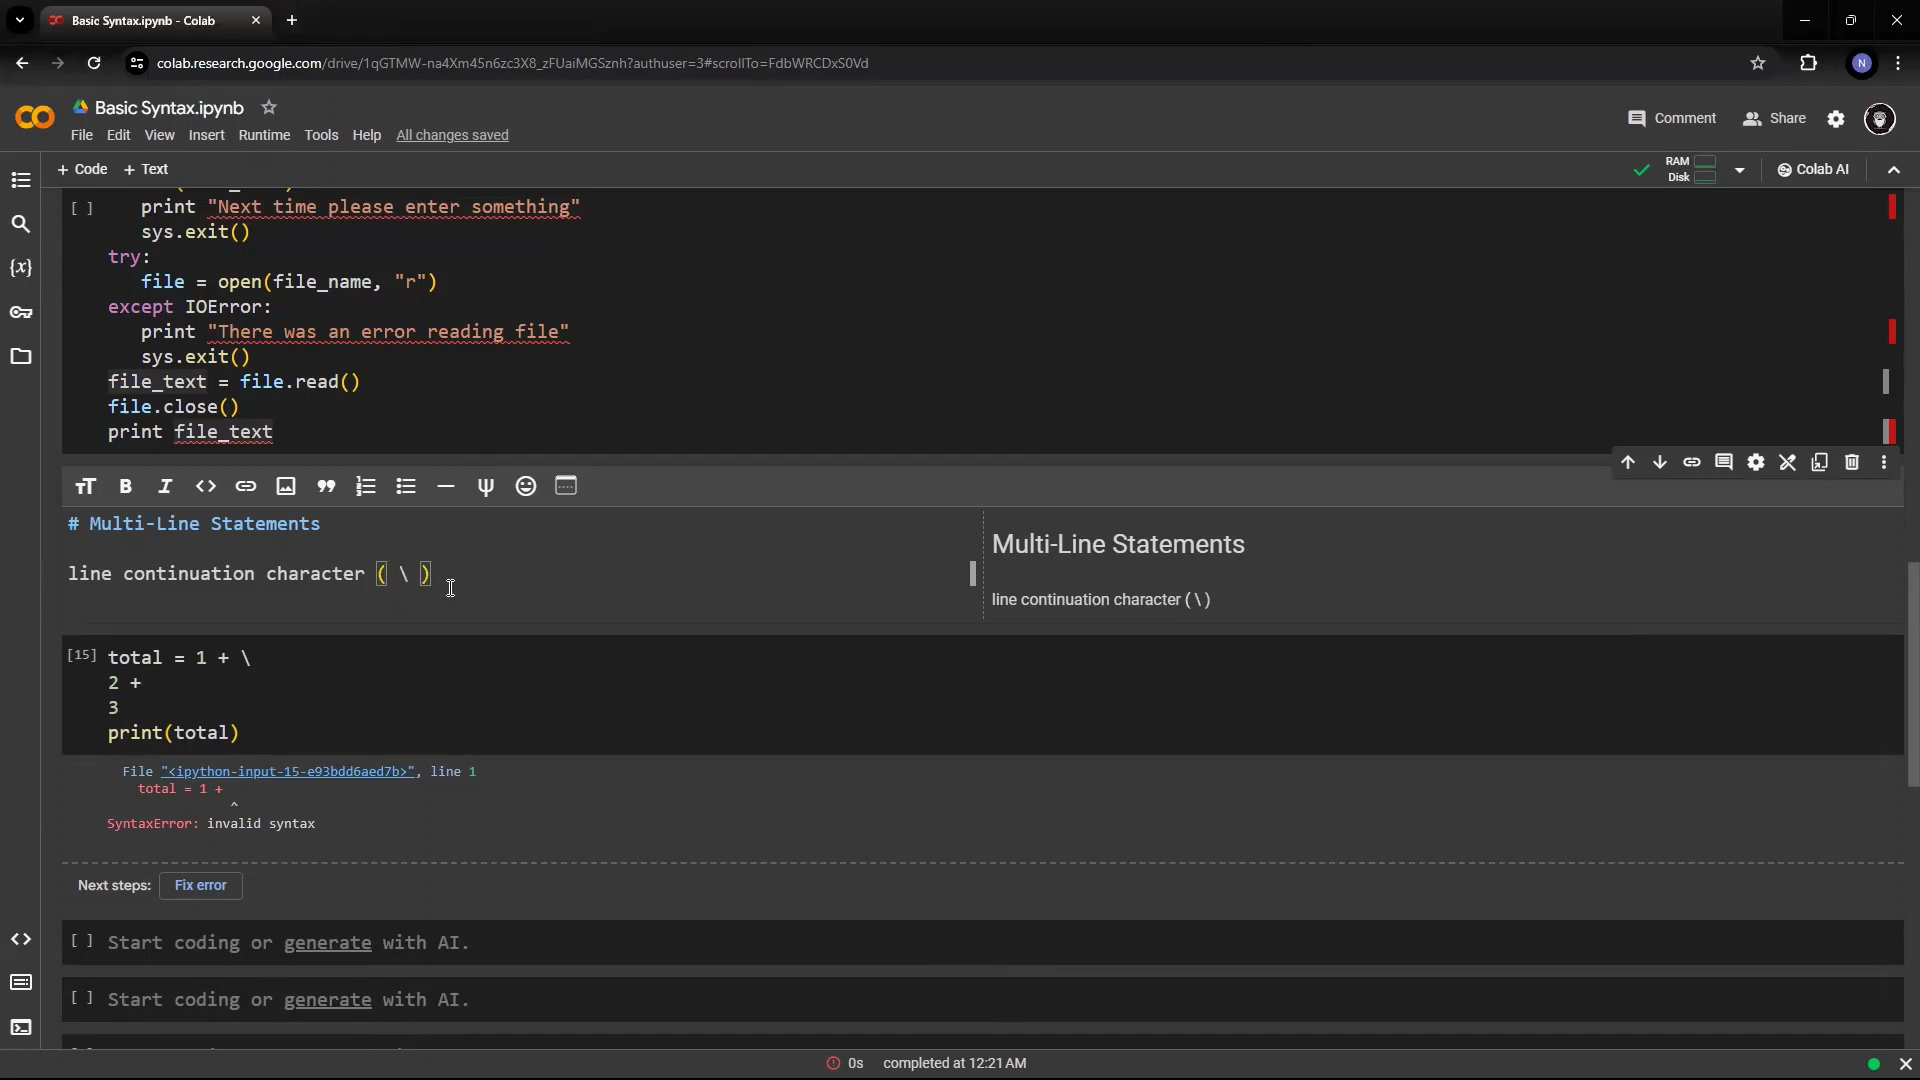 Basic Syntax.ipynb - Colab
colab.research.google.com/drive/1qGTMW-na4Xm45n6zc3X8_zFUaiMGSznh?authuser=3#scrollTo=FdbWRCDxS0Vd
N
Basic Syntax.ipynb
File Edit View Insert Runtime Tools Help All changes saved
Comment Share
+ Code + Text
RAM
Disk
Colab AI
[ ] print "Next time please enter something"
sys.exit()
try:
file = open(file_name, "r")
except IOError:
print "There was an error reading file"
sys.exit()
file_text = file.read()
file.close()
print file_text
# Multi-Line Statements
line continuation character ( \ )
Multi-Line Statements
line continuation character ( \ )
[15] total = 1 + \
2 +
3
print(total)
File "<ipython-input-15-e93bdd6aed7b>", line 1
total = 1 +
^
SyntaxError: invalid syntax
Next steps: Fix error
[ ] Start coding or generate with AI.
[ ] Start coding or generate with AI.
0s completed at 12:21 AM